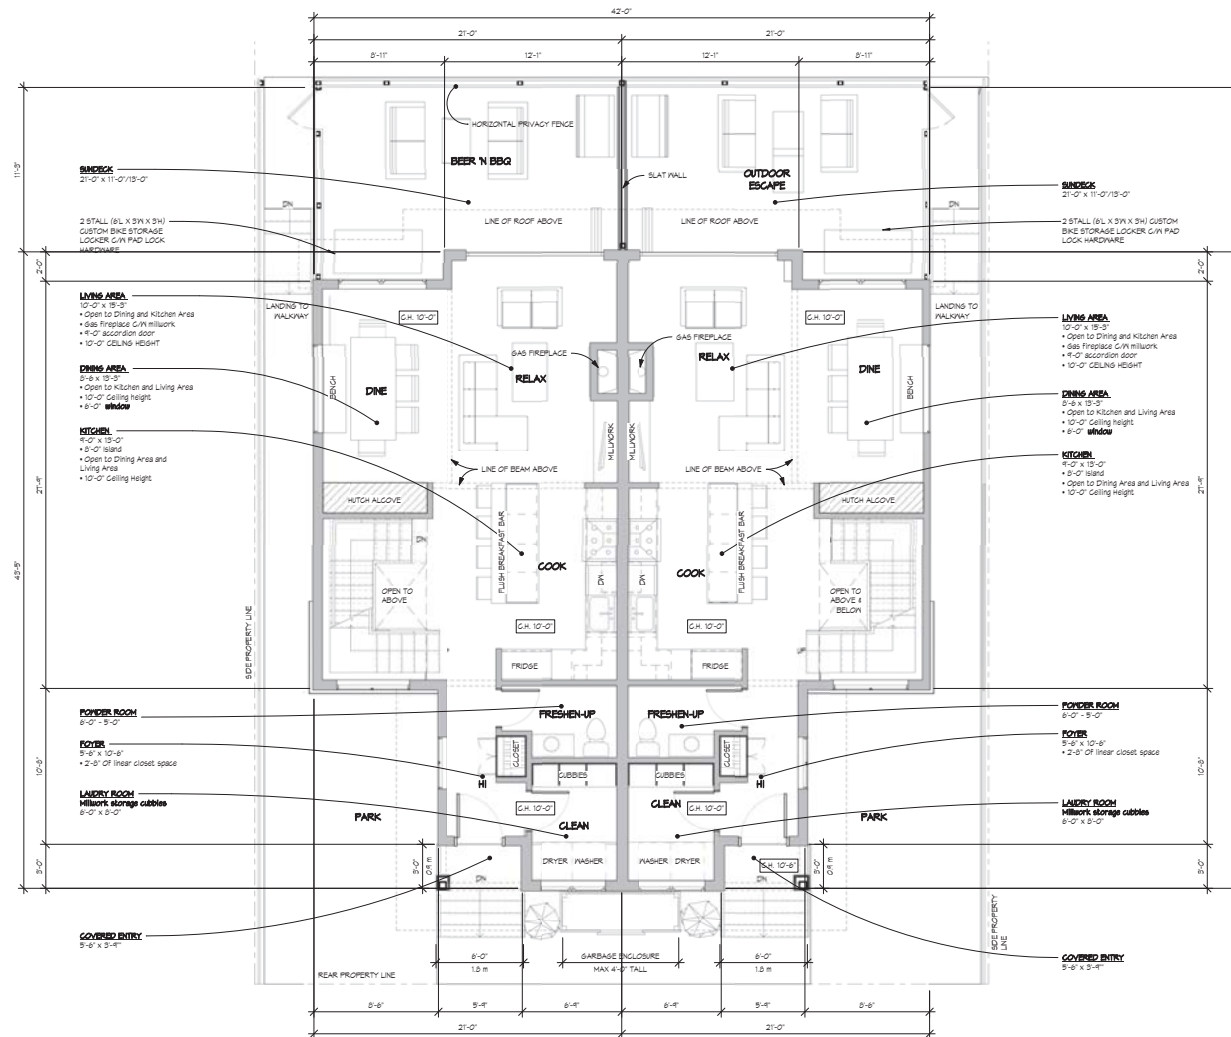 42'-0"
21'-0" 21'-0"
8'-11" 12'-1" 12'-1" 8'-11"
HORIZONTAL PRIVACY FENCE
BEER 'N BBQ
SLAT WALL
OUTDOOR
ESCAPE
11'-3"
SUNDECK
21'-0" x 11'-0"/13'-0"
SUNDECK
21'-0" x 11'-0"/13'-0"
DN
DN
LINE OF ROOF ABOVE
LINE OF ROOF ABOVE
2 STALL (6'L X 3'W X 3'H)
CUSTOM BIKE STORAGE
LOCKER C/W PAD LOCK
HARDWARE
2 STALL (6'L X 3'W X 3'H) CUSTOM
BIKE STORAGE LOCKER C/W PAD
LOCK HARDWARE
2'-0"
2'-0"
LIVING AREA
10'-0" x 15'-3"
• Open to Dining and Kitchen Area
• Gas fireplace C/W millwork
• 9'-0" accordion door
• 10'-0" CEILING HEIGHT
LANDING TO
WALKWAY
C.H. 10'-0"
C.H. 10'-0"
LANDING TO
WALKWAY
LIVING AREA
10'-0" x 15'-3"
• Open to Dining and Kitchen Area
• Gas fireplace C/W millwork
• 9'-0" accordion door
• 10'-0" CEILING HEIGHT
GAS FIREPLACE
GAS FIREPLACE
RELAX
RELAX
DINING AREA
8'-6 x 13'-3"
• Open to Kitchen and Living Area
• 10'-0" Ceiling height
• 6'-0" window
DINE
DINE
BENCH
BENCH
DINING AREA
8'-6 x 13'-3"
• Open to Kitchen and Living Area
• 10'-0" Ceiling height
• 6'-0" window
KITCHEN
9'-0" x 13'-0"
• 8'-0" Island
• Open to Dining Area and
Living Area
• 10'-0" Ceiling Height
MILLWORK
MILLWORK
KITCHEN
9'-0" x 13'-0"
• 8'-0" Island
• Open to Dining Area and Living Area
• 10'-0" Ceiling Height
LINE OF BEAM ABOVE
LINE OF BEAM ABOVE
21'-9"
21'-9"
HUTCH ALCOVE
HUTCH ALCOVE
43'-5"
DN
FLUSH BREAKFAST BAR
FLUSH BREAKFAST BAR
COOK
COOK
DW
DW
OPEN TO
ABOVE
OPEN TO
ABOVE &
BELOW
C.H. 10'-0"
C.H. 10'-0"
SIDE PROPERTY LINE
FRIDGE
FRIDGE
POWDER ROOM
6'-0" - 5'-0"
FRESHEN-UP
FRESHEN-UP
POWDER ROOM
6'-0" - 5'-0"
FOYER
5'-6" x 10'-6"
• 2'-8" Of linear closet space
CLOSET
CLOSET
FOYER
5'-6" x 10'-6"
• 2'-8" Of linear closet space
10'-8"
10'-8"
CUBBIES
CUBBIES
HI
HI
LAUDRY ROOM
Millwork storage cubbies
6'-0" x 8'-0"
PARK
C.H. 10'-0"
CLEAN
CLEAN
C.H. 10'-0"
PARK
LAUDRY ROOM
Millwork storage cubbies
6'-0" x 8'-0"
DRYER WASHER
WASHER DRYER
C.H. 10'-6"
3'-0"
3'-0"
0.9 m
3'-0"
0.9 m
3'-0"
DN
DN
COVERED ENTRY
5'-6" x 3'-9"
SIDE PROPERTY
LINE
COVERED ENTRY
5'-6" x 3'-9"
6'-0"
1.8 m
GARBAGE ENCLOSURE
MAX 4'-0" TALL
6'-0"
1.8 m
REAR PROPERTY LINE
8'-6" 5'-9" 6'-9" 6'-9" 5'-9" 8'-6"
21'-0" 21'-0"